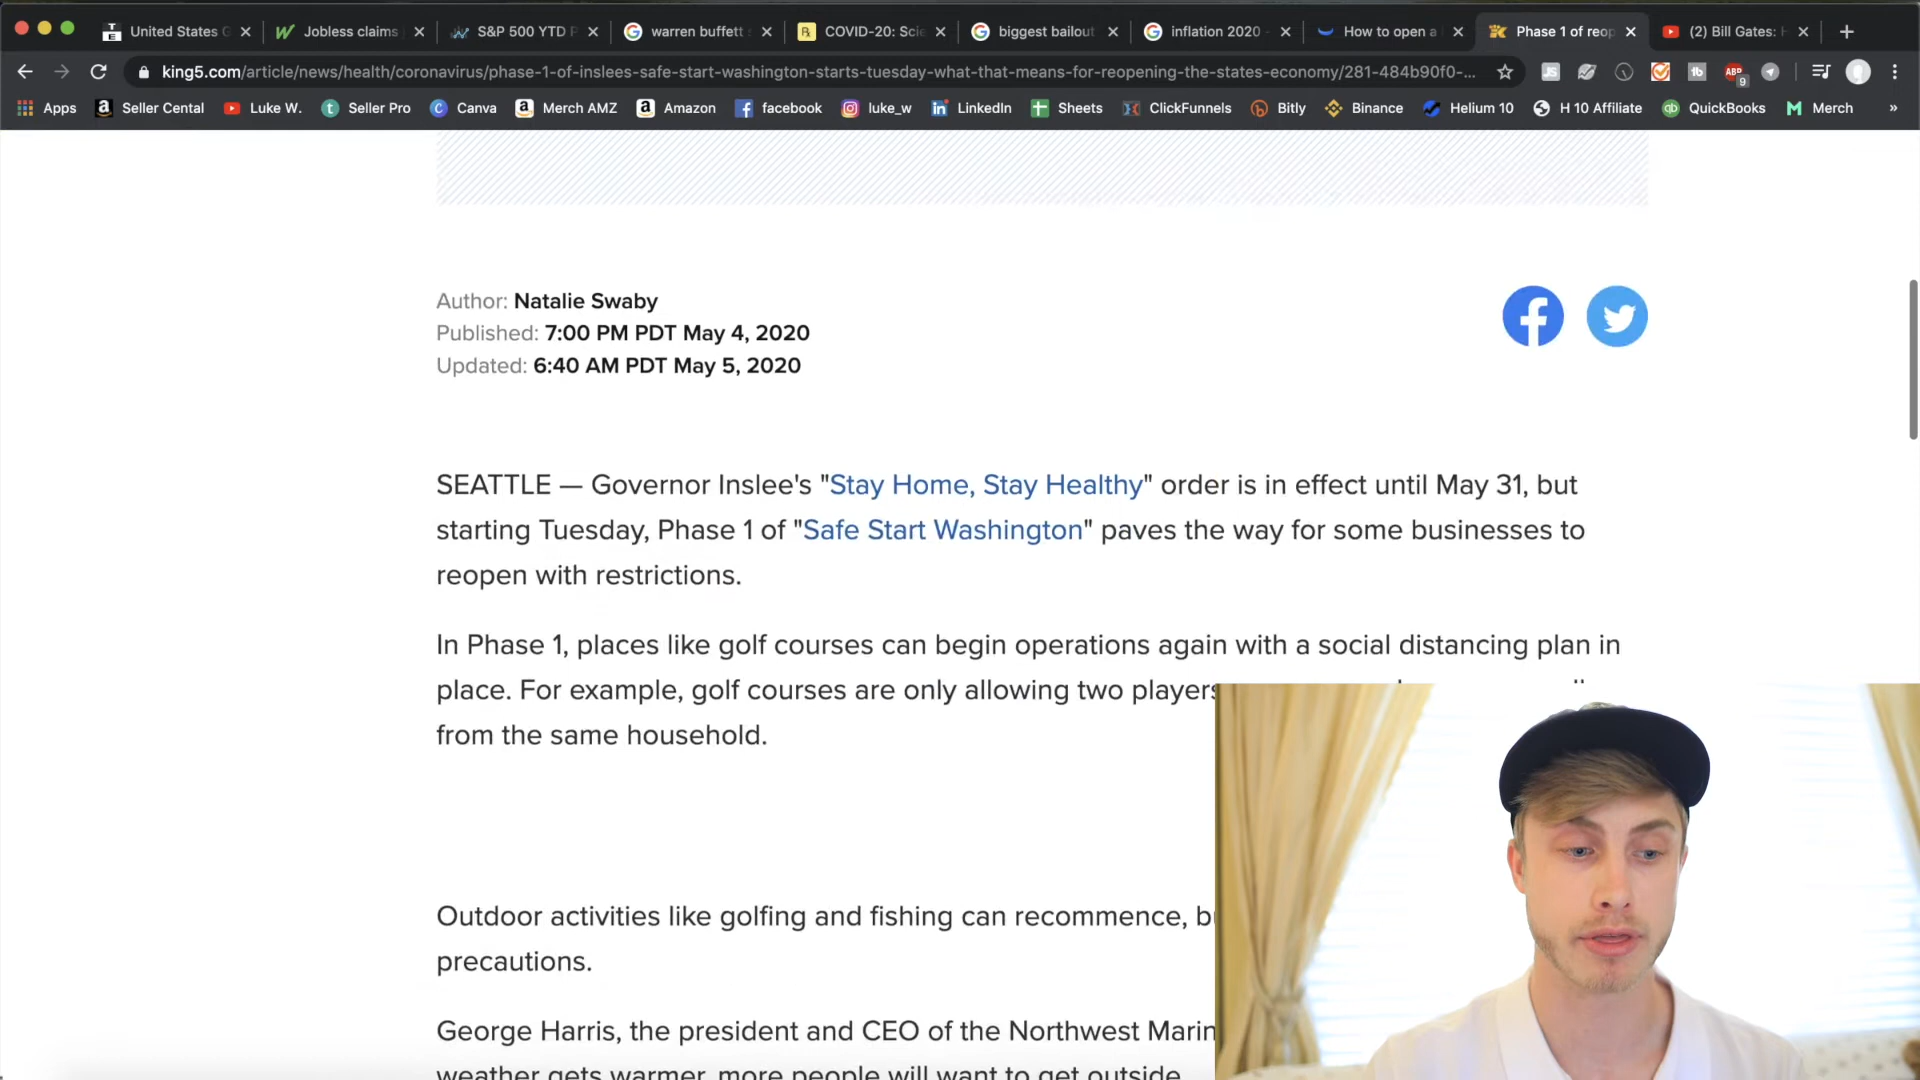 United States G
Jobless claims
S&P 500 YTD P
warren buffett s
COVID-20: Scie
biggest bailout
inflation 2020 -
How to open a
Phase 1 of reop
(2) Bill Gates: H
king5.com/article/news/health/coronavirus/phase-1-of-inslees-safe-start-washington-starts-tuesday-what-that-means-for-reopening-the-states-economy/281-484b90f0-...
ABP
9
Apps
Seller Cental
Luke W.
Seller Pro
Canva
Merch AMZ
Amazon
facebook
luke_w
LinkedIn
Sheets
ClickFunnels
Bitly
Binance
Helium 10
H 10 Affiliate
QuickBooks
Merch
»
Author: Natalie Swaby
Published: 7:00 PM PDT May 4, 2020
Updated: 6:40 AM PDT May 5, 2020
SEATTLE — Governor Inslee's "Stay Home, Stay Healthy" order is in effect until May 31, but
starting Tuesday, Phase 1 of "Safe Start Washington" paves the way for some businesses to
reopen with restrictions.
In Phase 1, places like golf courses can begin operations again with a social distancing plan in
place. For example, golf courses are only allowing two players
from the same household.
Outdoor activities like golfing and fishing can recommence, bu
precautions.
George Harris, the president and CEO of the Northwest Marin
weather gets warmer, more people will want to get outside